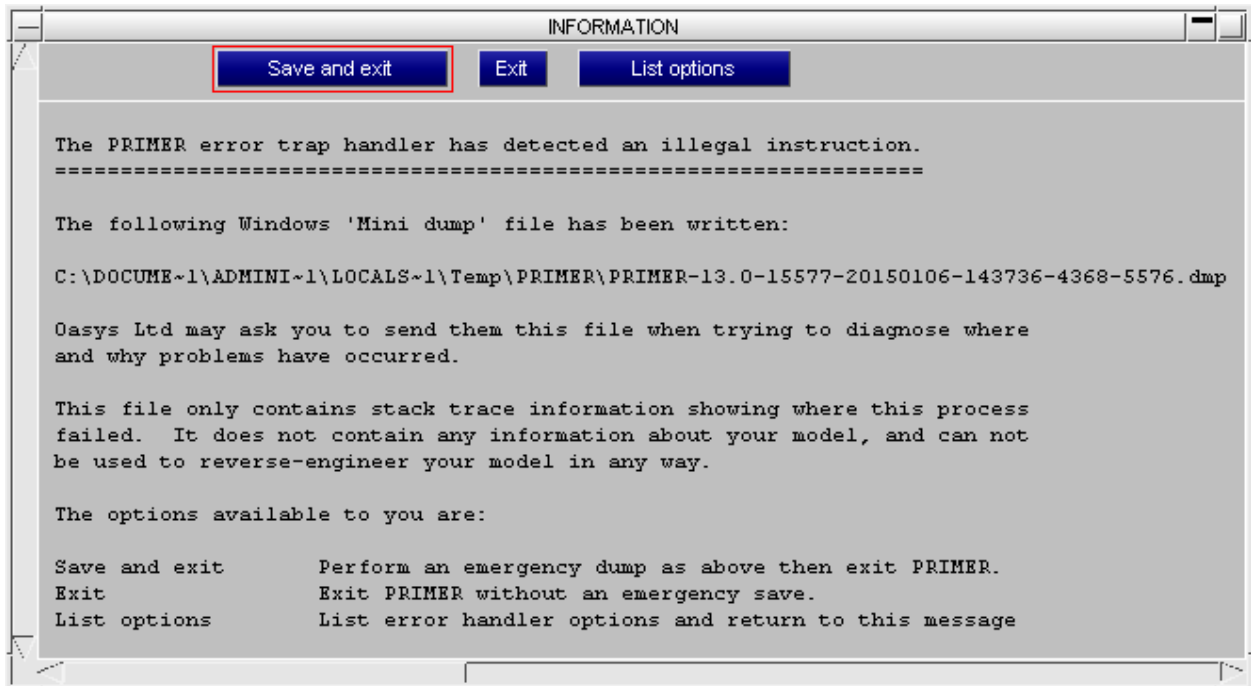 INFORMATION
Save and exit Exit List options
The PRIMER error trap handler has detected an illegal instruction.
==================================================================
The following Windows 'Mini dump' file has been written:
C:\DOCUME~1\ADMINI~1\LOCALS~1\Temp\PRIMER\PRIMER-13.0-15577-20150106-143736-4368-5576.dmp
Oasys Ltd may ask you to send them this file when trying to diagnose where
and why problems have occurred.
This file only contains stack trace information showing where this process
failed.  It does not contain any information about your model, and can not
be used to reverse-engineer your model in any way.
The options available to you are:
Save and exit       Perform an emergency dump as above then exit PRIMER.
Exit                Exit PRIMER without an emergency save.
List options        List error handler options and return to this message